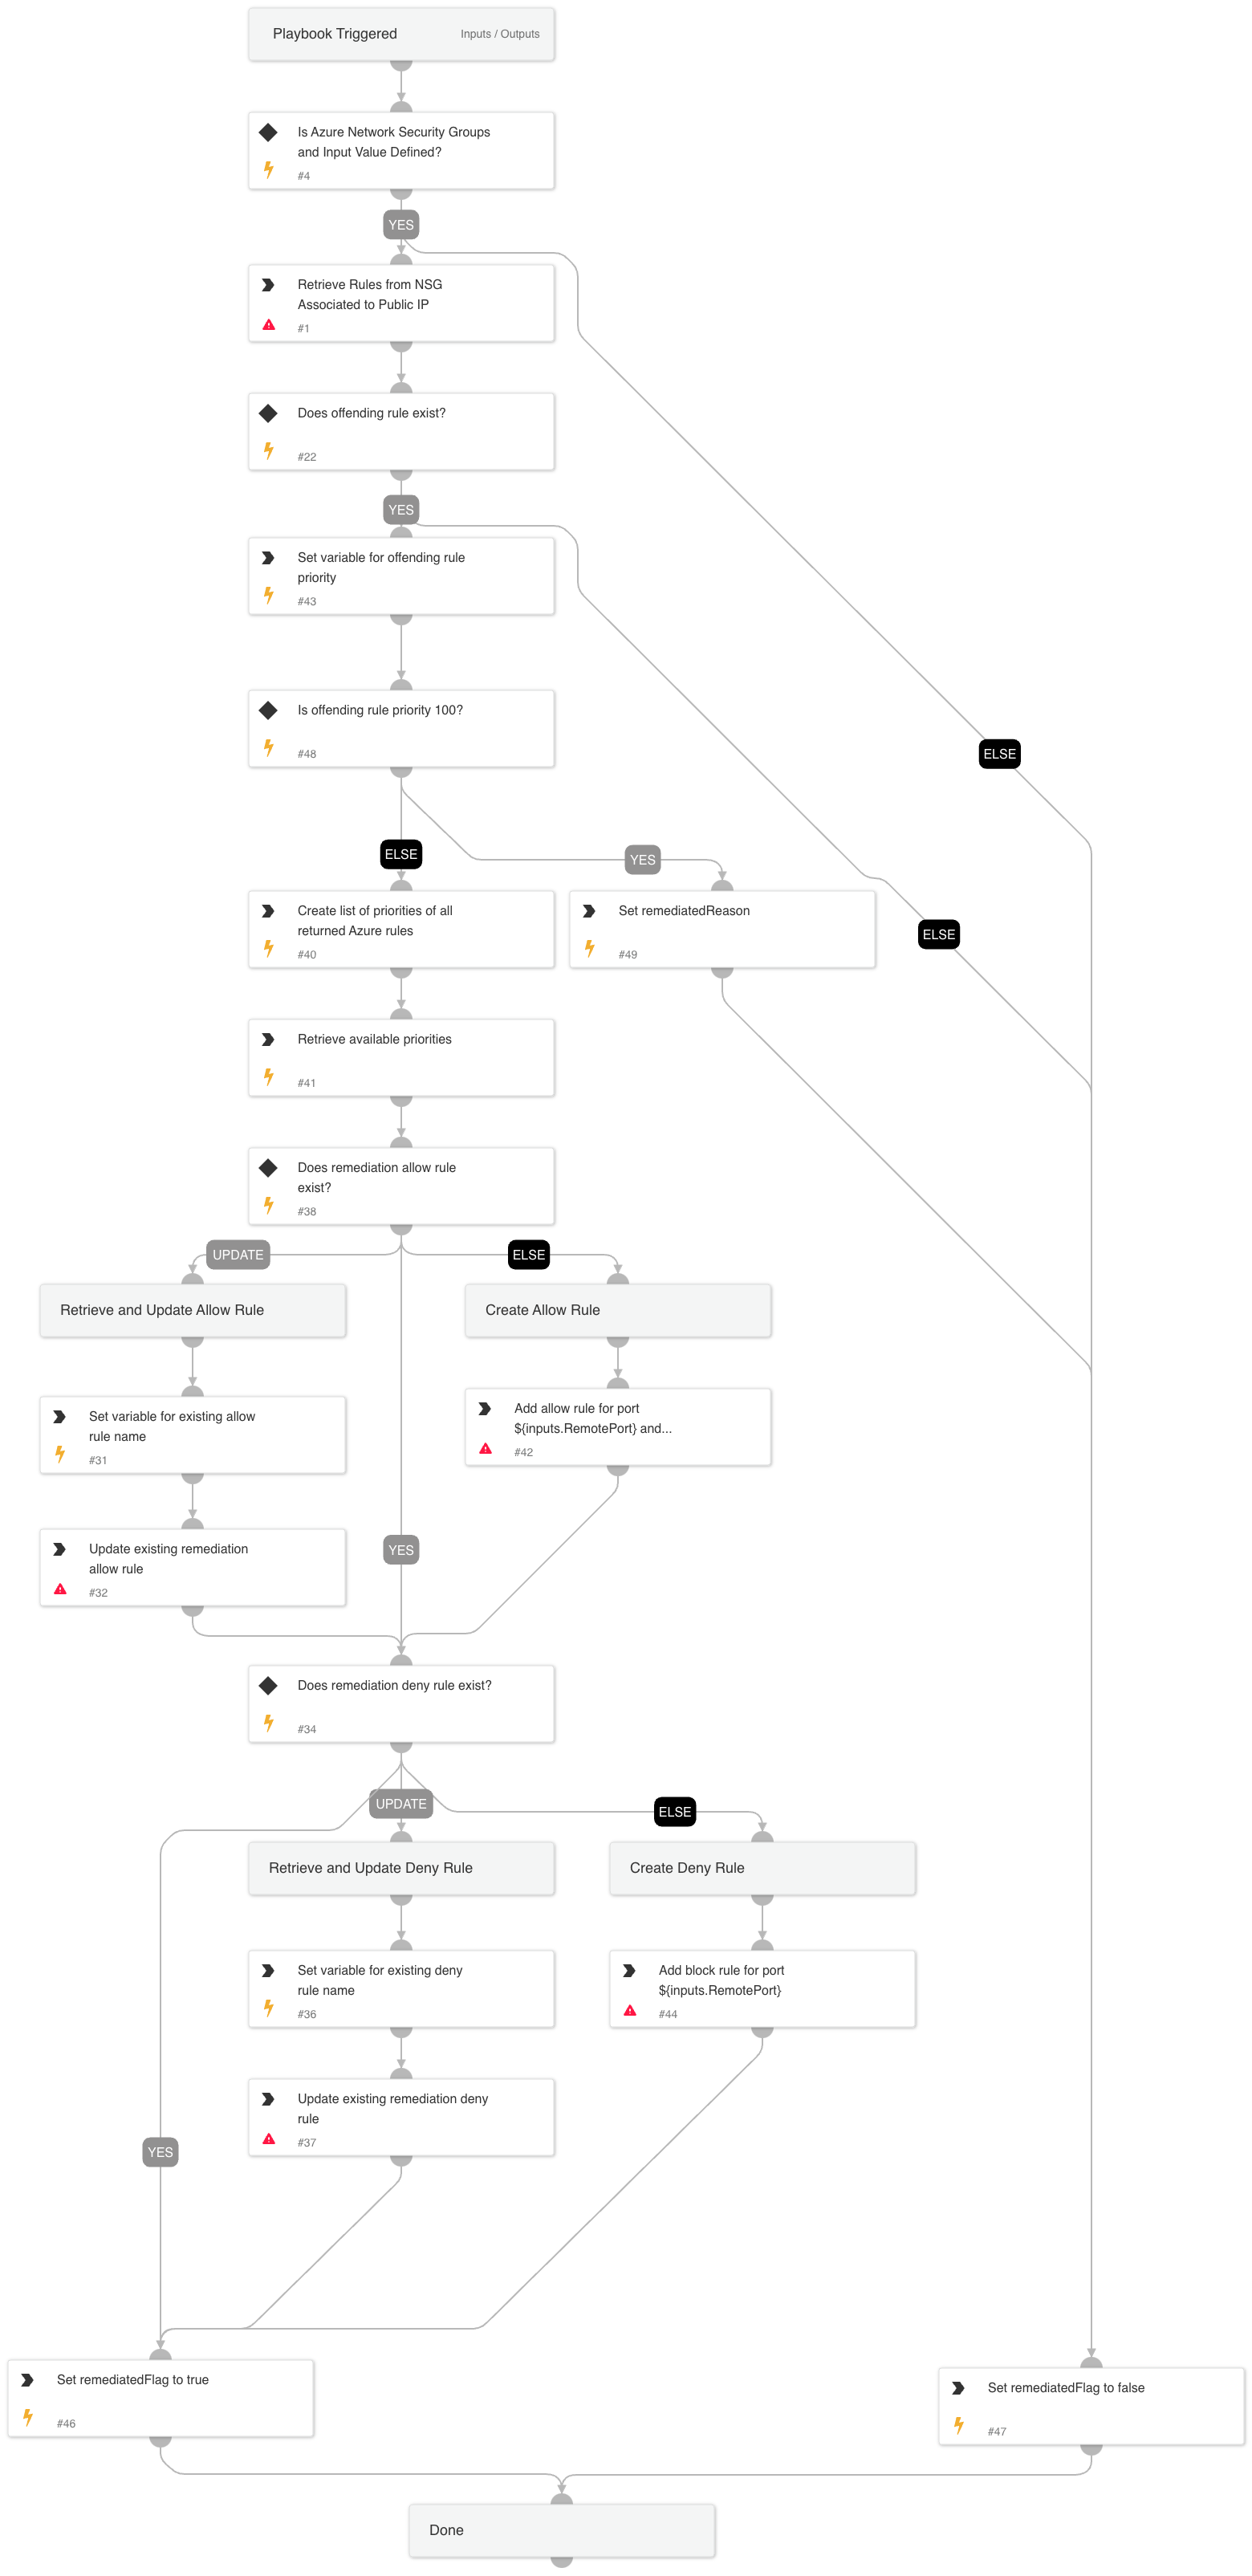 Playbook Triggered
Inputs / Outputs
Is Azure Network Security Groups
and Input Value Defined?
#4
YES
Retrieve Rules from NSG
Associated to Public IP
#1
Does offending rule exist?
#22
YES
Set variable for offending rule
priority
#43
Is offending rule priority 100?
#48
ELSE
ELSE
YES
Create list of priorities of all
returned Azure rules
#40
Set remediatedReason
#49
ELSE
Retrieve available priorities
#41
Does remediation allow rule
exist?
#38
UPDATE
ELSE
Retrieve and Update Allow Rule
Create Allow Rule
Set variable for existing allow
rule name
#31
Add allow rule for port
${inputs.RemotePort} and...
#42
Update existing remediation
allow rule
#32
YES
Does remediation deny rule exist?
#34
UPDATE
ELSE
Retrieve and Update Deny Rule
Create Deny Rule
Set variable for existing deny
rule name
#36
Add block rule for port
${inputs.RemotePort}
#44
Update existing remediation deny
rule
#37
YES
Set remediatedFlag to true
#46
Set remediatedFlag to false
#47
Done